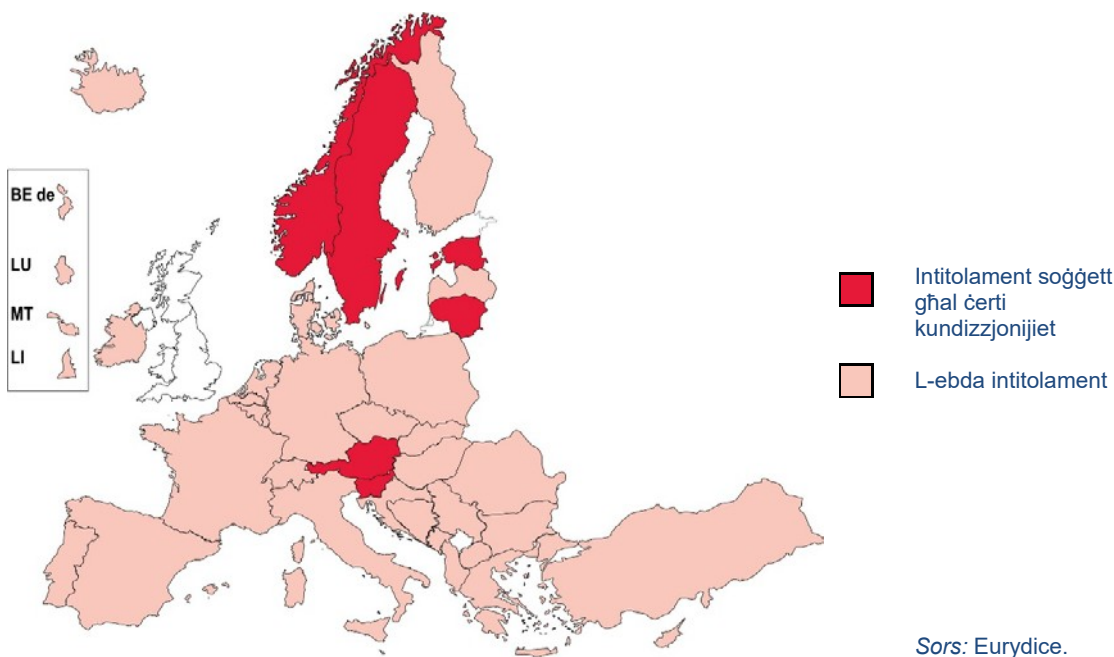 BE de
LU
MT
LI
Intitolament soġġett
għal ċerti
kundizzjonijiet
L-ebda intitolament
Sors: Eurydice.